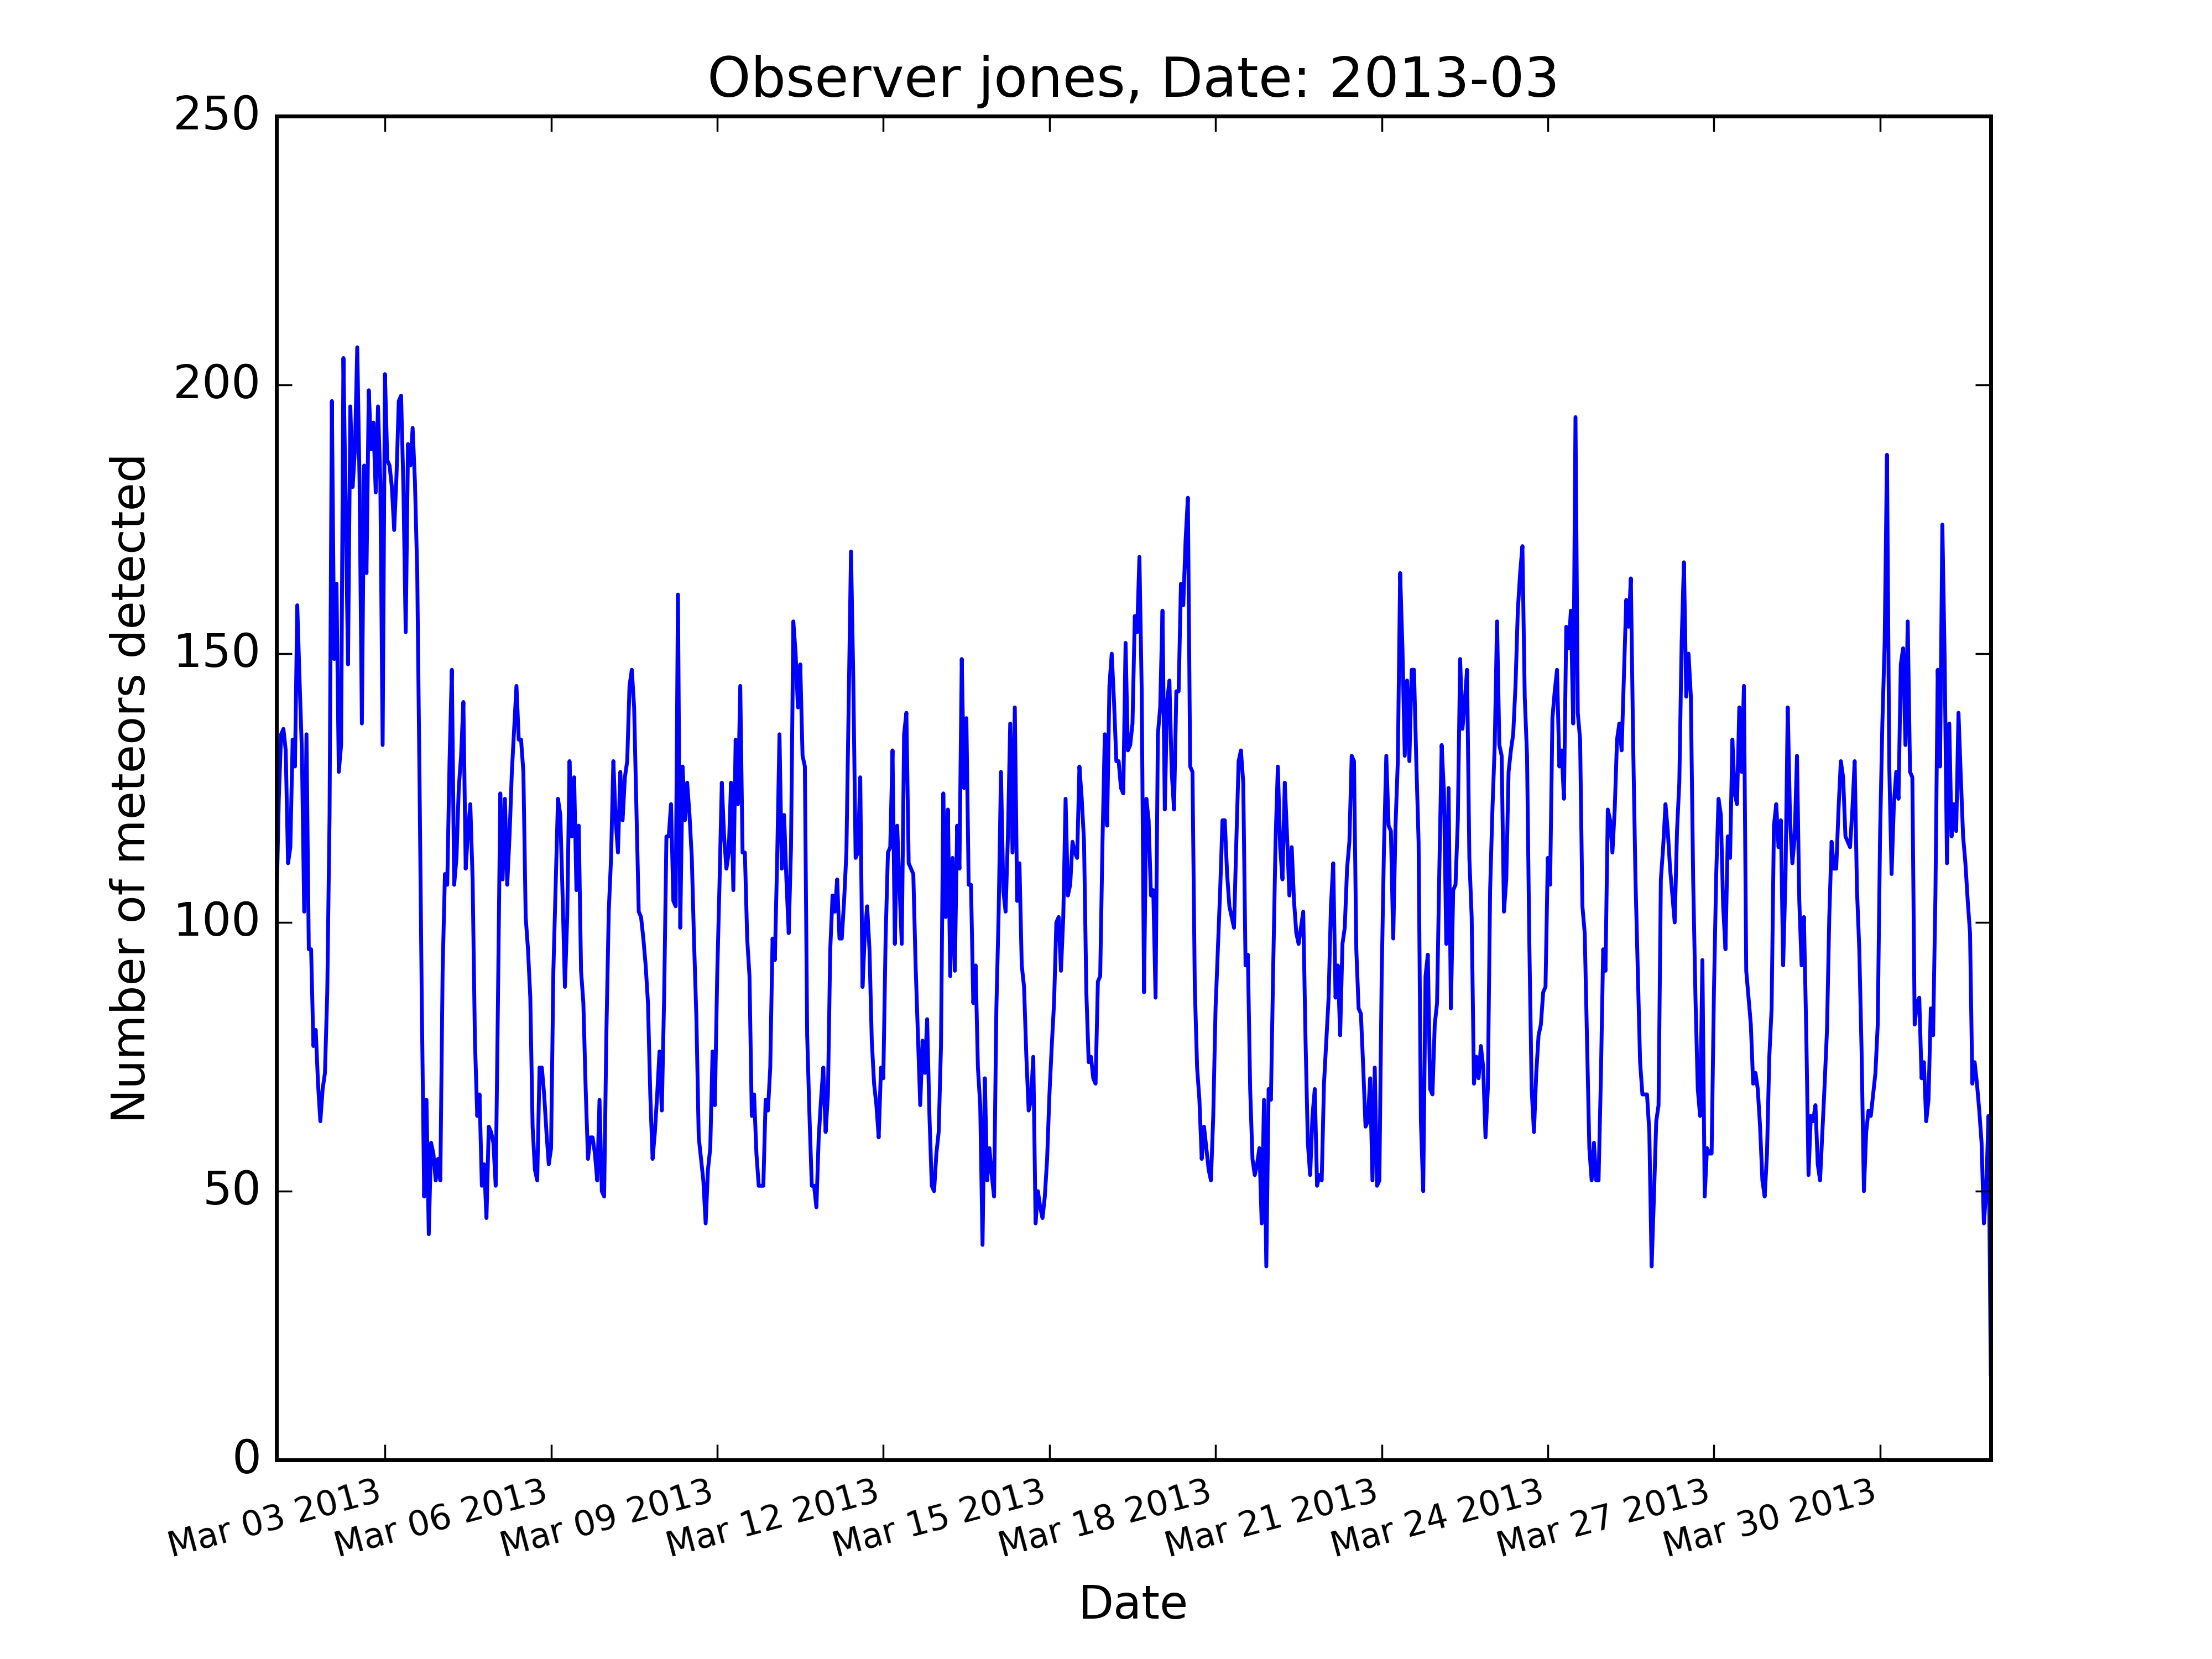 Observer jones, Date: 2013-03
250
200
150
100
50
0
Number of meteors detected
Mar 03 2013
Mar 06 2013
Mar 09 2013
Mar 12 2013
Mar 15 2013
Mar 18 2013
Mar 21 2013
Mar 24 2013
Mar 27 2013
Mar 30 2013
Date